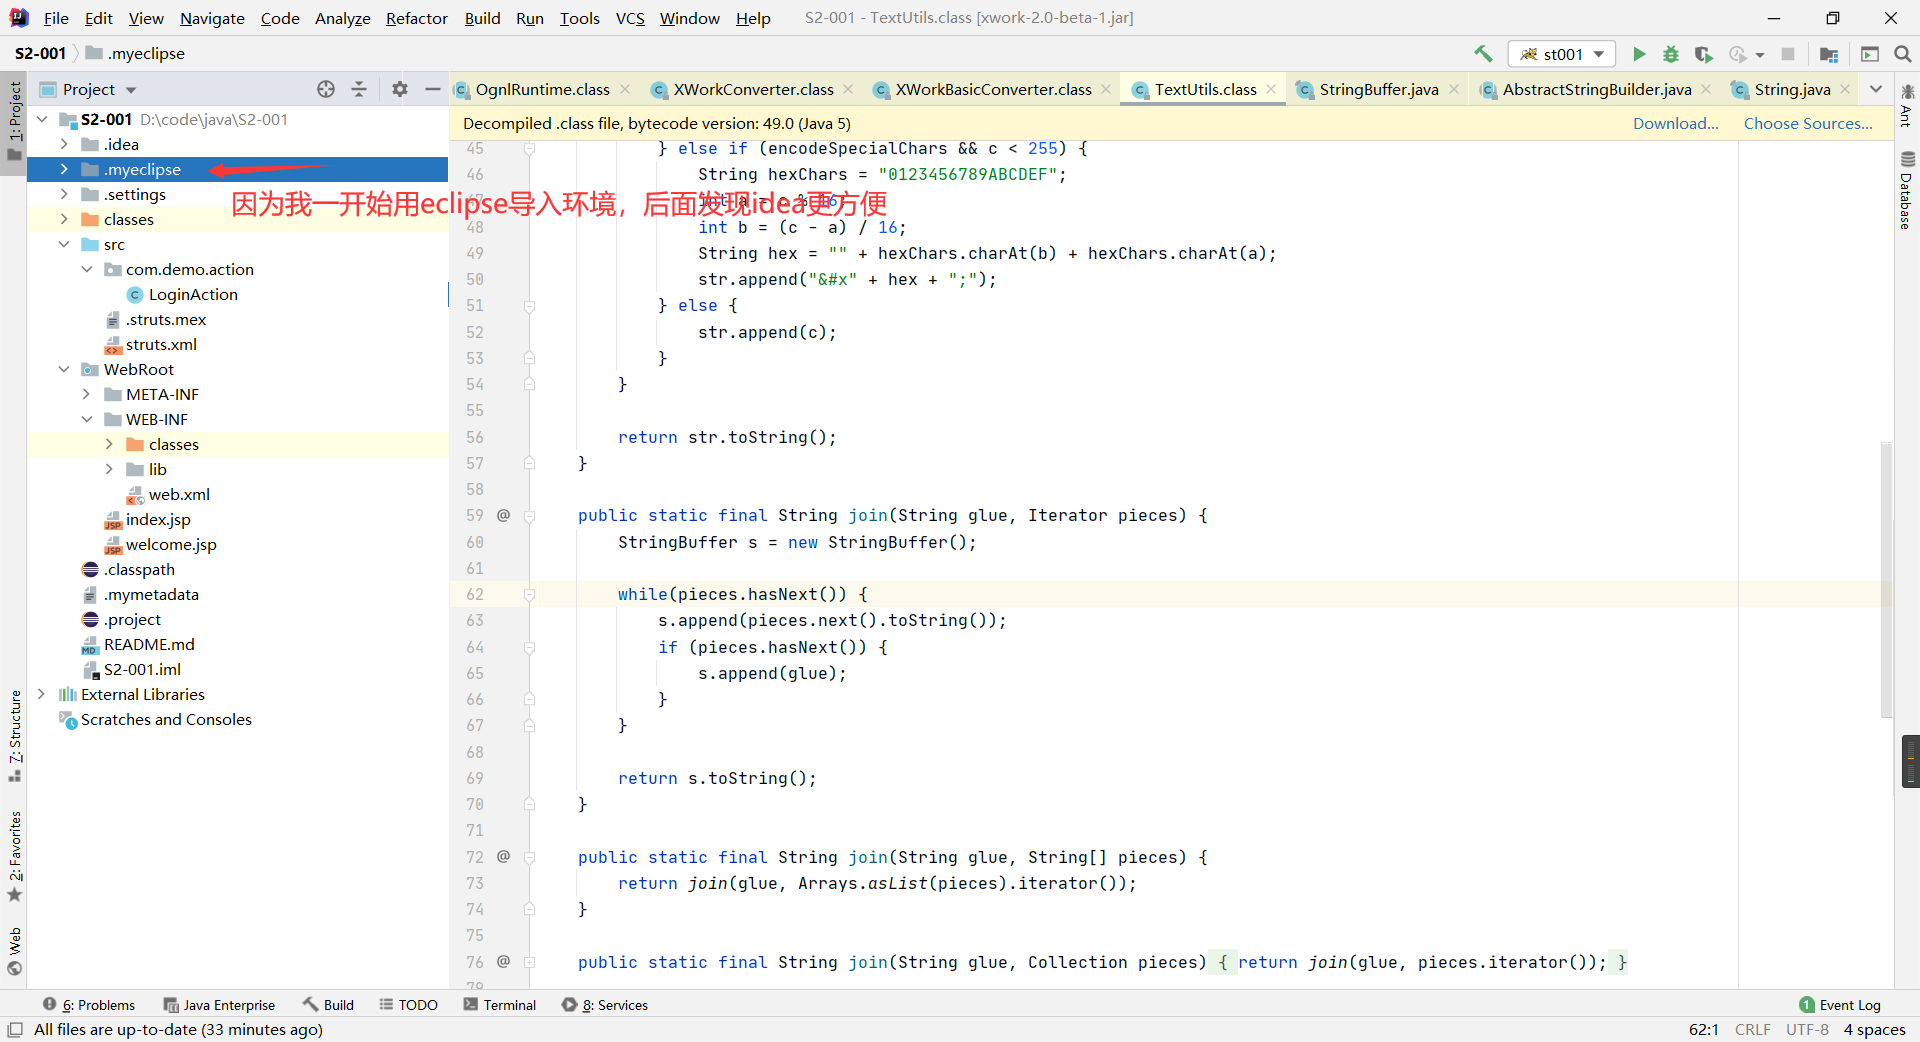 File Edit View Navigate Code Analyze Refactor Build Run Tools VCS Window Help S2-001 - TextUtils.class [xwork-2.0-beta-1.jar]
S2-001 .myeclipse st001
Project
OgnlRuntime.class XWorkConverter.class XWorkBasicConverter.class TextUtils.class StringBuffer.java AbstractStringBuilder.java String.java
Decompiled .class file, bytecode version: 49.0 (Java 5) Download... Choose Sources...
1: Project
7: Structure
2: Favorites
Web
Ant
Database
S2-001 D:\code\java\S2-001
.idea
.myeclipse
.settings
classes
src
com.demo.action
LoginAction
.struts.mex
struts.xml
WebRoot
META-INF
WEB-INF
classes
lib
web.xml
index.jsp
welcome.jsp
.classpath
.mymetadata
.project
README.md
S2-001.iml
External Libraries
Scratches and Consoles
因为我一开始用eclipse导入环境，后面发现idea更方便
45 } else if (encodeSpecialChars && c < 255) {
46 String hexChars = "0123456789ABCDEF";
47 int a = c % 16;
48 int b = (c - a) / 16;
49 String hex = "" + hexChars.charAt(b) + hexChars.charAt(a);
50 str.append("&#x" + hex + ";");
51 } else {
52 str.append(c);
53 }
54 }
55
56 return str.toString();
57 }
58
59 @ public static final String join(String glue, Iterator pieces) {
60 StringBuffer s = new StringBuffer();
61
62 while(pieces.hasNext()) {
63 s.append(pieces.next().toString());
64 if (pieces.hasNext()) {
65 s.append(glue);
66 }
67 }
68
69 return s.toString();
70 }
71
72 @ public static final String join(String glue, String[] pieces) {
73 return join(glue, Arrays.asList(pieces).iterator());
74 }
75
76 @ public static final String join(String glue, Collection pieces) { return join(glue, pieces.iterator()); }
79
6: Problems Java Enterprise Build TODO Terminal 8: Services 1 Event Log
All files are up-to-date (33 minutes ago) 62:1 CRLF UTF-8 4 spaces